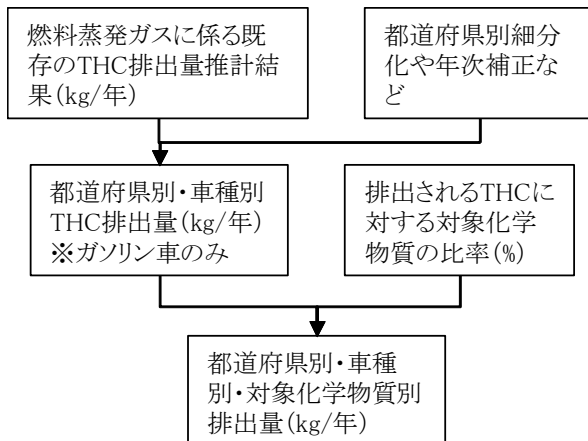 燃料蒸発ガスに係る既
存のTHC排出量推計結
果(kg/年)
都道府県別細分
化や年次補正な
ど
都道府県別・車種別
THC排出量(kg/年)
※ガソリン車のみ
排出されるTHCに
対する対象化学
物質の比率(%)
都道府県別・車種
別・対象化学物質別
排出量(kg/年)